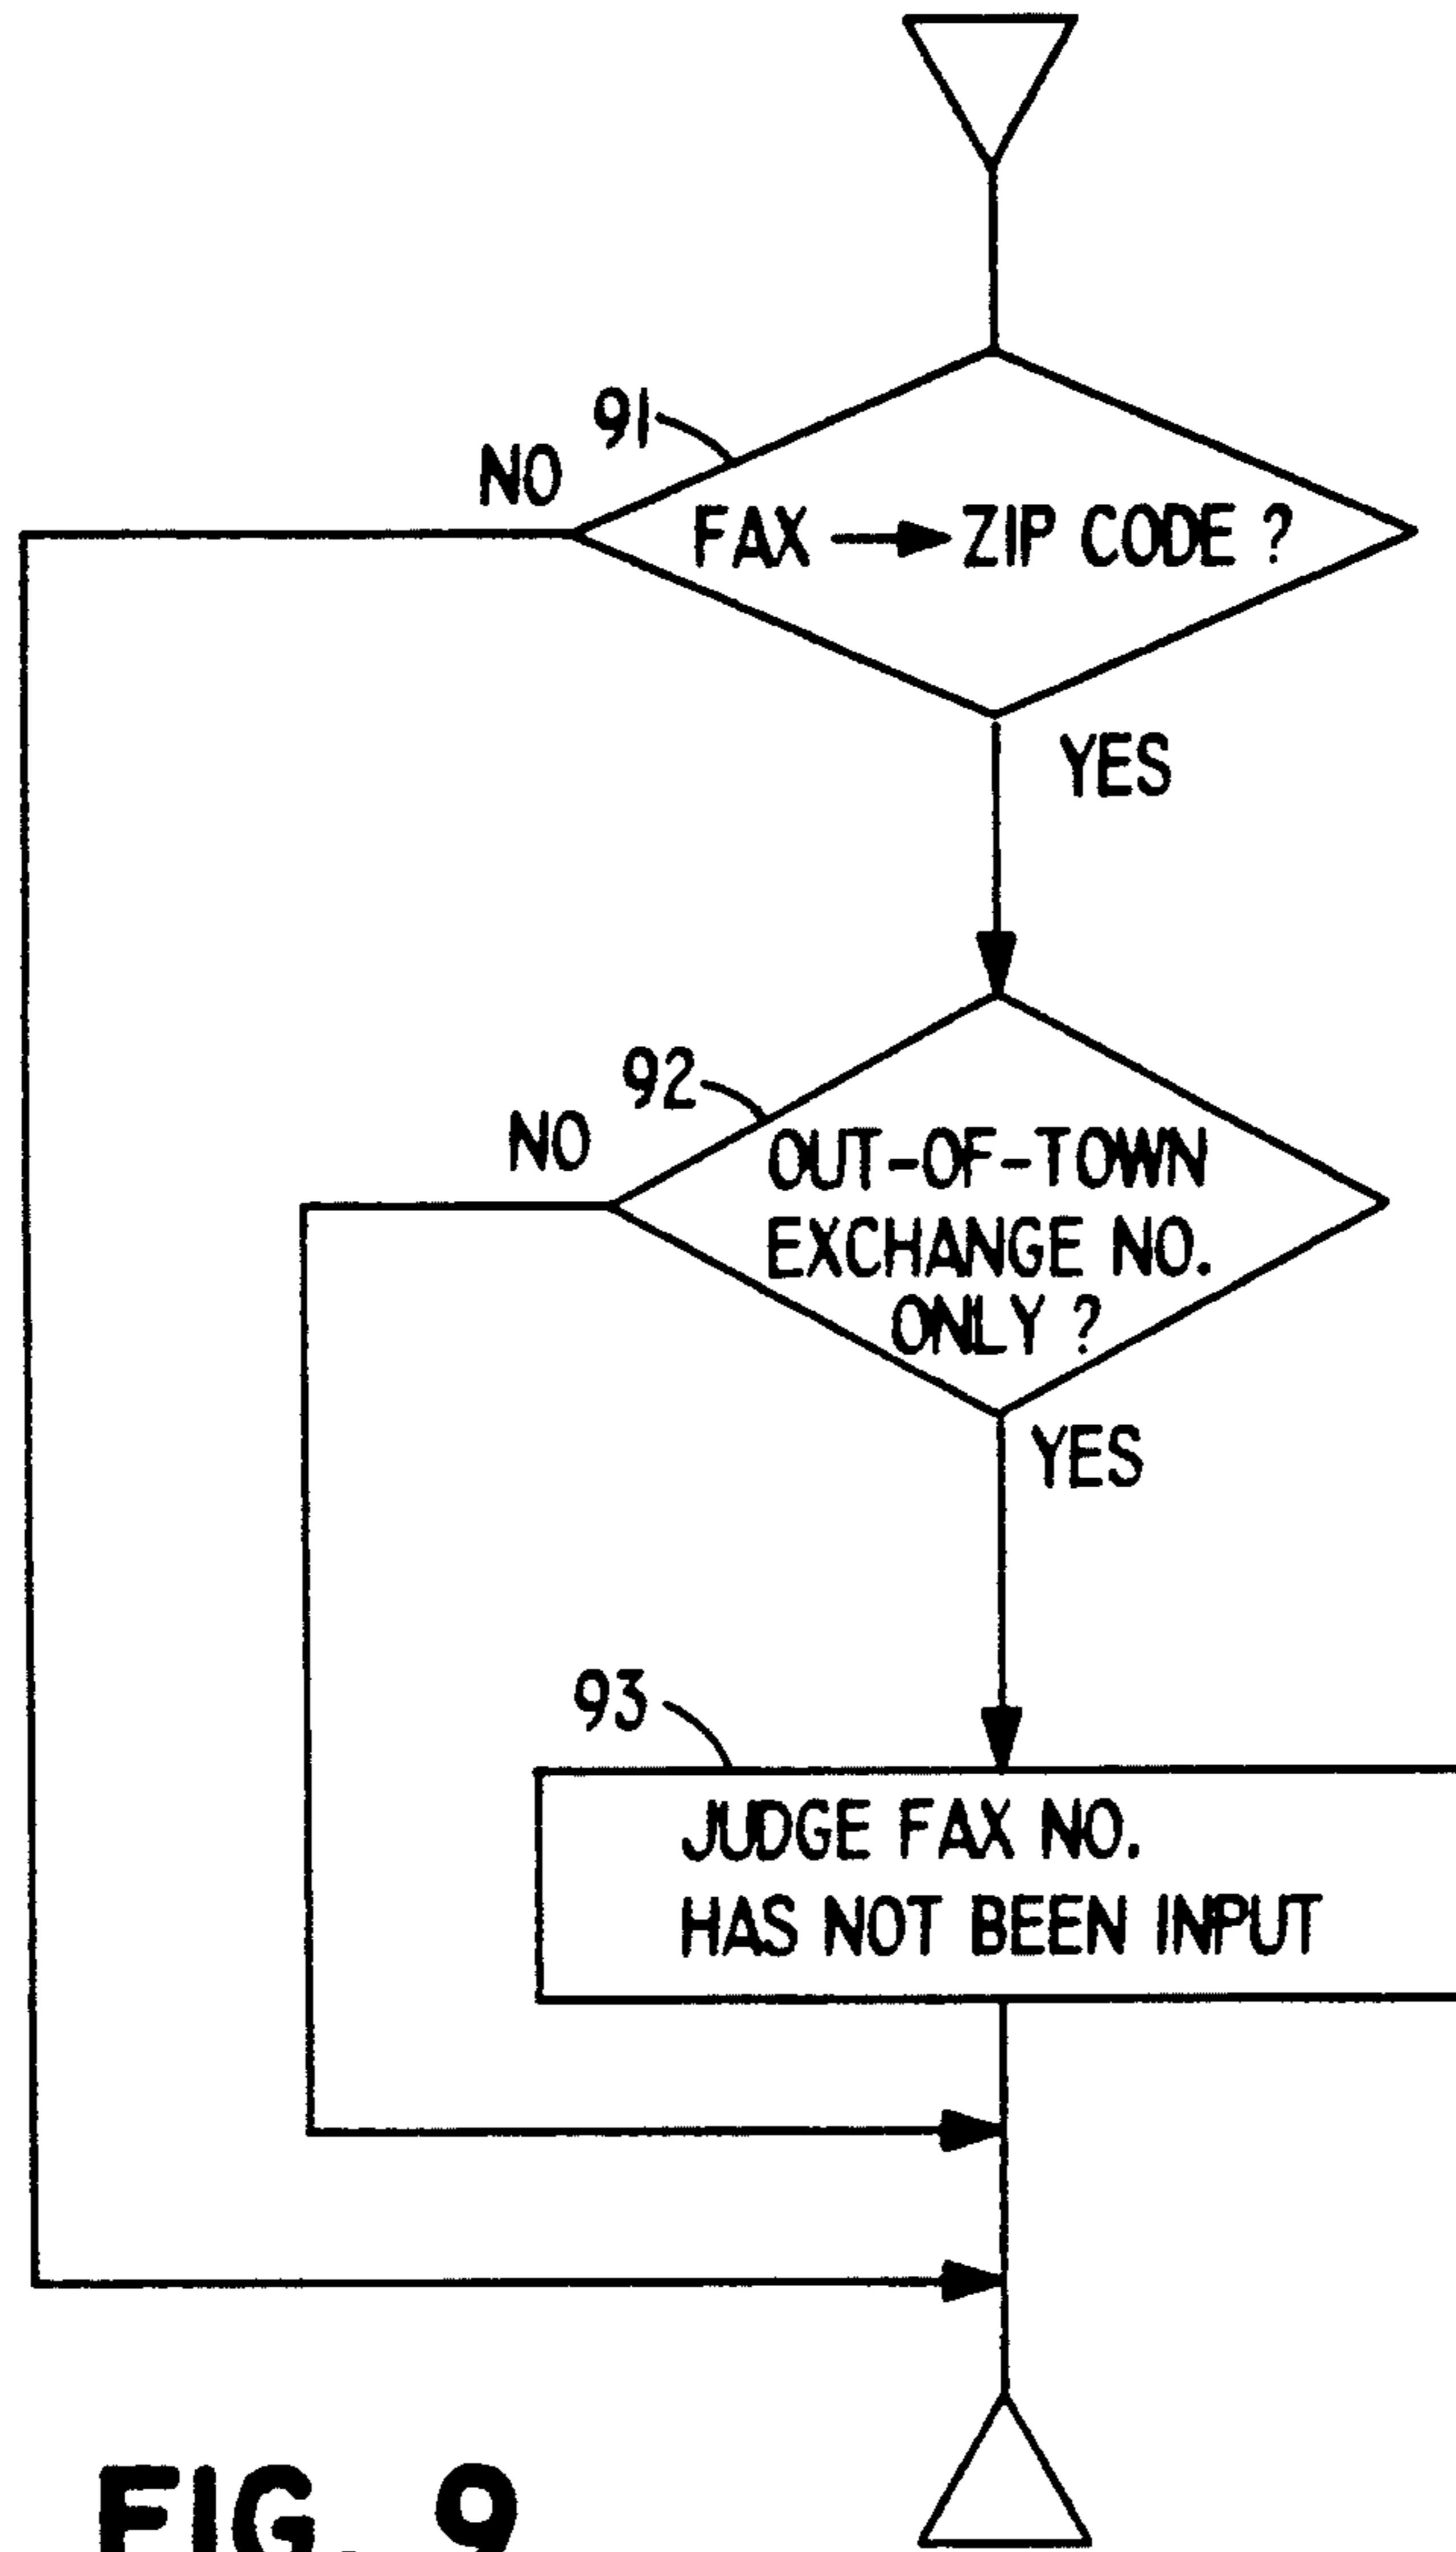 91
NO
FAX → ZIP CODE ?
YES
92
NO
OUT-OF-TOWN
EXCHANGE NO.
ONLY ?
YES
93
JUDGE FAX NO.
HAS NOT BEEN INPUT
FIG. 9